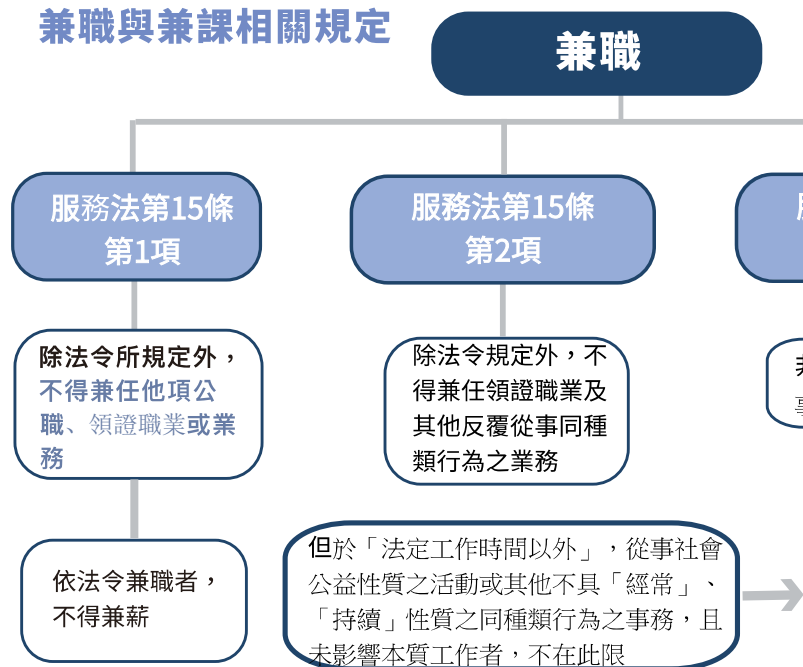 兼職與兼課相關規定
兼職
服務法第15條
第1項
除法令所規定外，
不得兼任他項公
職、領證職業或業
務
依法令兼職者，
不得兼薪
服務法第15條
第2項
除法令規定外，不
得兼任領證職業及
其他反覆從事同種
類行為之業務
但於「法定工作時間以外」，從事社會
公益性質之活動或其他不具「經常」、
「持續」性質之同種類行為之事務，且
未影響本質工作者，不在此限